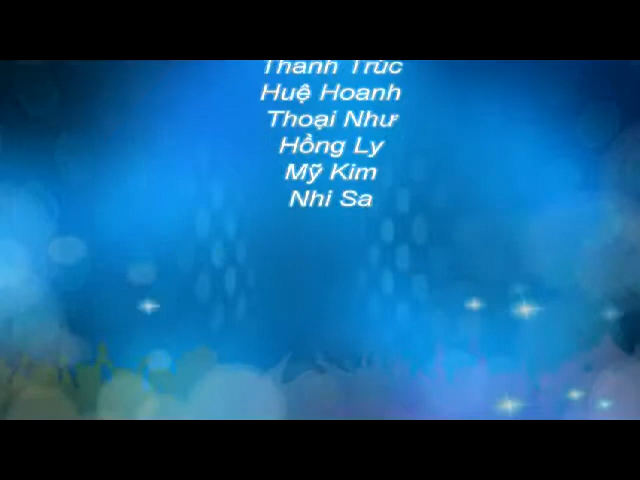 Thanh Trúc
Huệ Hoanh
Thoại Như
Hồng Ly
Mỹ Kim
Nhi Sa